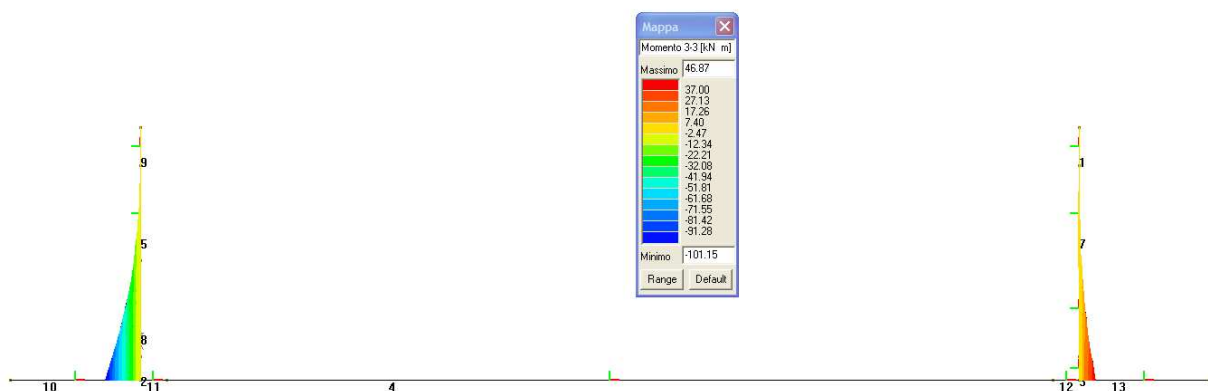 Mappa
Momento 3-3 [kN m]
Massimo 46.87
37.00
27.13
17.26
7.40
-2.47
-12.34
-22.21
-32.08
-41.94
-51.81
-61.68
-71.55
-81.42
-91.28
Minimo -101.15
Range Default
9 1
5 7
8
10 2 11 4 12 3 13